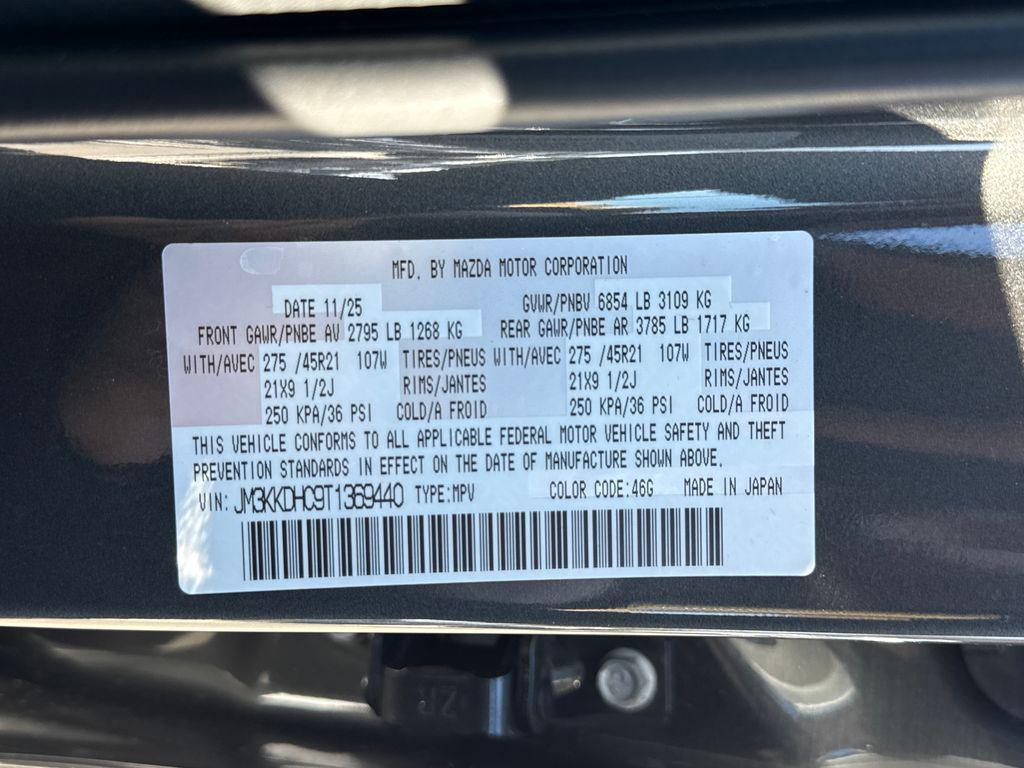 MFD. BY MAZDA MOTOR CORPORATION
DATE 11/25 GVWR/PNBV 6854 LB 3109 KG
FRONT GAWR/PNBE AV 2795 LB 1268 KG REAR GAWR/PNBE AR 3785 LB 1717 KG
WITH/AVEC 275 /45R21 107W TIRES/PNEUS WITH/AVEC 275 /45R21 107W TIRES/PNEUS
21X9 1/2J RIMS/JANTES 21X9 1/2J RIMS/JANTES
250 KPA/36 PSI COLD/A FROID 250 KPA/36 PSI COLD/A FROID
THIS VEHICLE CONFORMS TO ALL APPLICABLE FEDERAL MOTOR VEHICLE SAFETY AND THEFT
PREVENTION STANDARDS IN EFFECT ON THE DATE OF MANUFACTURE SHOWN ABOVE.
VIN: JM3KKDHC9T1369440 TYPE:MPV COLOR CODE:46G MADE IN JAPAN
ZR